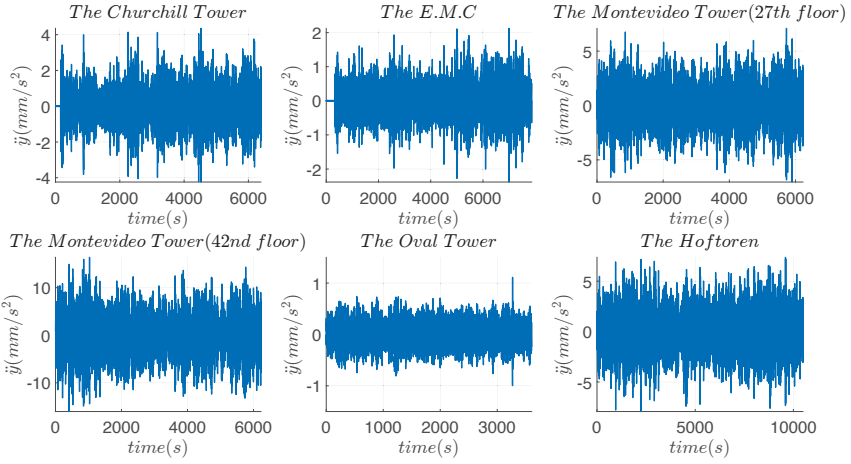 The Churchill Tower
4
2
0
-2
-4
ÿ(mm/s²)
0 2000 4000 6000
time(s)
The E.M.C
2
1
0
-1
-2
ÿ(mm/s²)
0 2000 4000 6000
time(s)
The Montevideo Tower(27th floor)
5
0
-5
ÿ(mm/s²)
0 2000 4000 6000
time(s)
The Montevideo Tower(42nd floor)
10
0
-10
ÿ(mm/s²)
0 2000 4000 6000
time(s)
The Oval Tower
1
0
-1
ÿ(mm/s²)
0 1000 2000 3000
time(s)
The Hoftoren
5
0
-5
ÿ(mm/s²)
0 5000 10000
time(s)